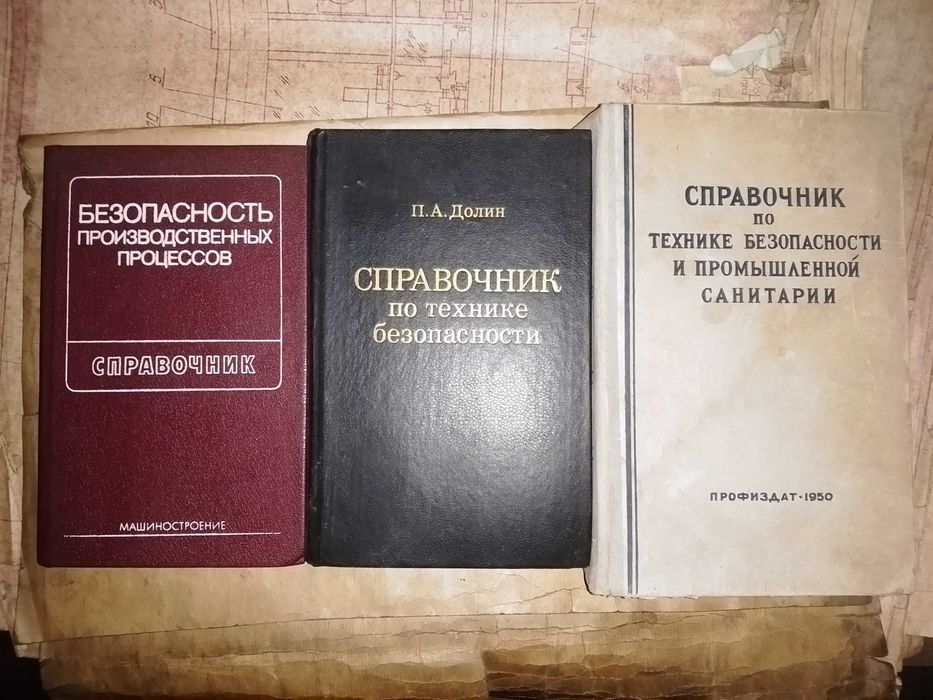 БЕЗОПАСНОСТЬ
ПРОИЗВОДСТВЕННЫХ
ПРОЦЕССОВ
СПРАВОЧНИК
МАШИНОСТРОЕНИЕ
П.А. Долин
СПРАВОЧНИК
по технике
безопасности
СПРАВОЧНИК
ПО
ТЕХНИКЕ БЕЗОПАСНОСТИ
И ПРОМЫШЛЕННОЙ
САНИТАРИИ
ПРОФИЗДАТ·1950